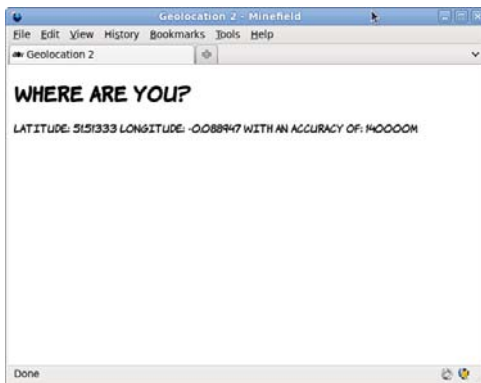 Geolocation 2 - Minefield
File Edit View History Bookmarks Tools Help
Geolocation 2
WHERE ARE YOU?
LATITUDE: 51.51333 LONGITUDE: -0.088947 WITH AN ACCURACY OF: 140000M
Done